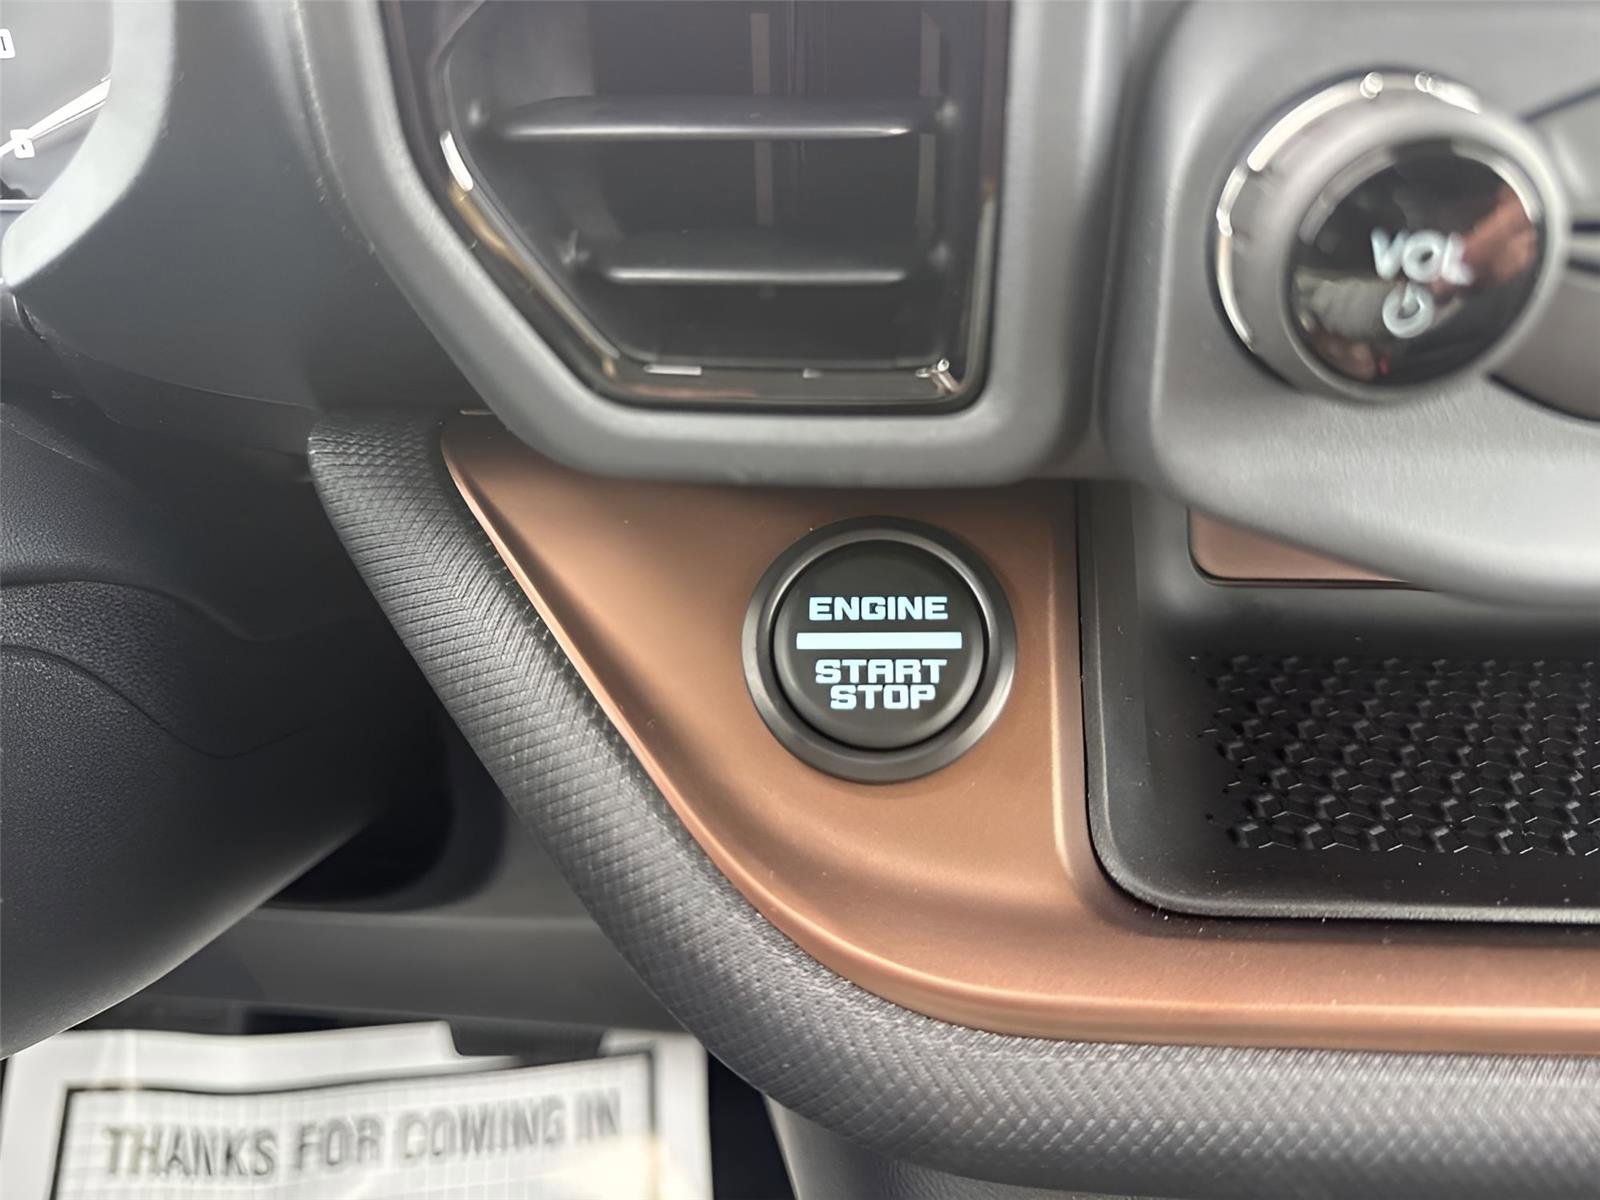 VOL
ENGINE
START
STOP
THANKS FOR COMING IN